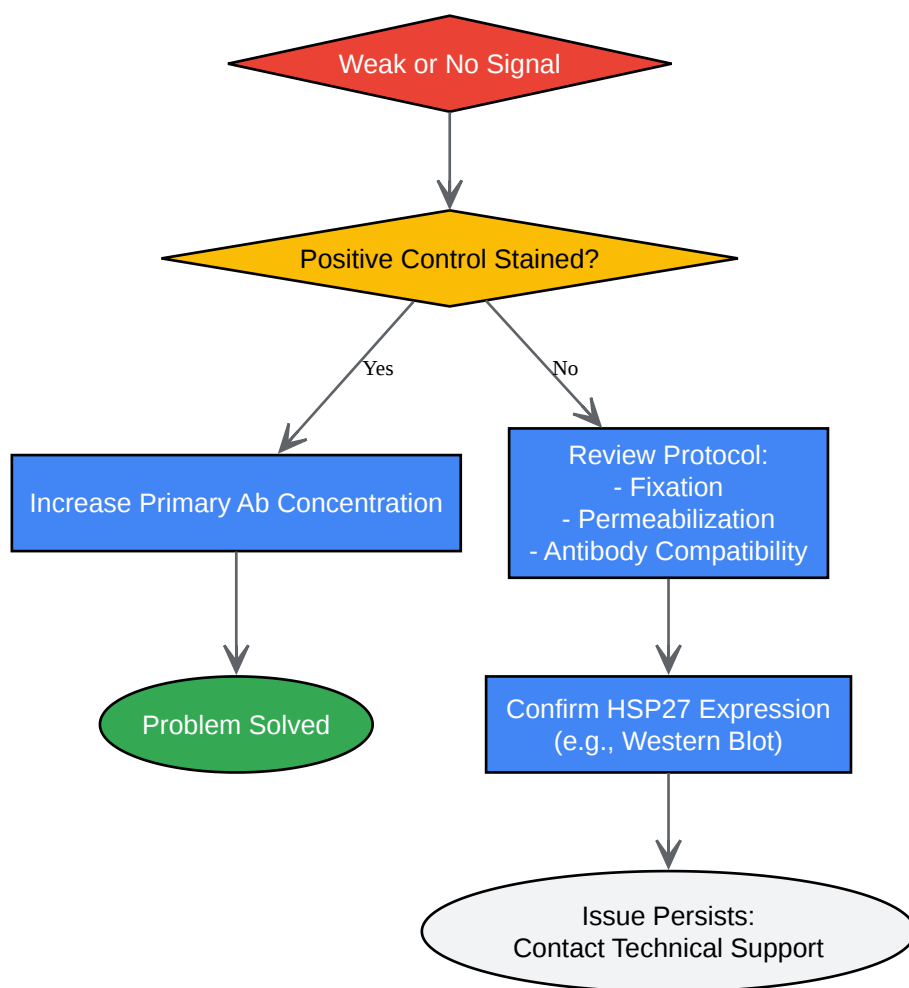 Weak or No Signal
Positive Control Stained?
Yes
No
Increase Primary Ab Concentration
Review Protocol:
- Fixation
- Permeabilization
- Antibody Compatibility
Problem Solved
Confirm HSP27 Expression
(e.g., Western Blot)
Issue Persists:
Contact Technical Support